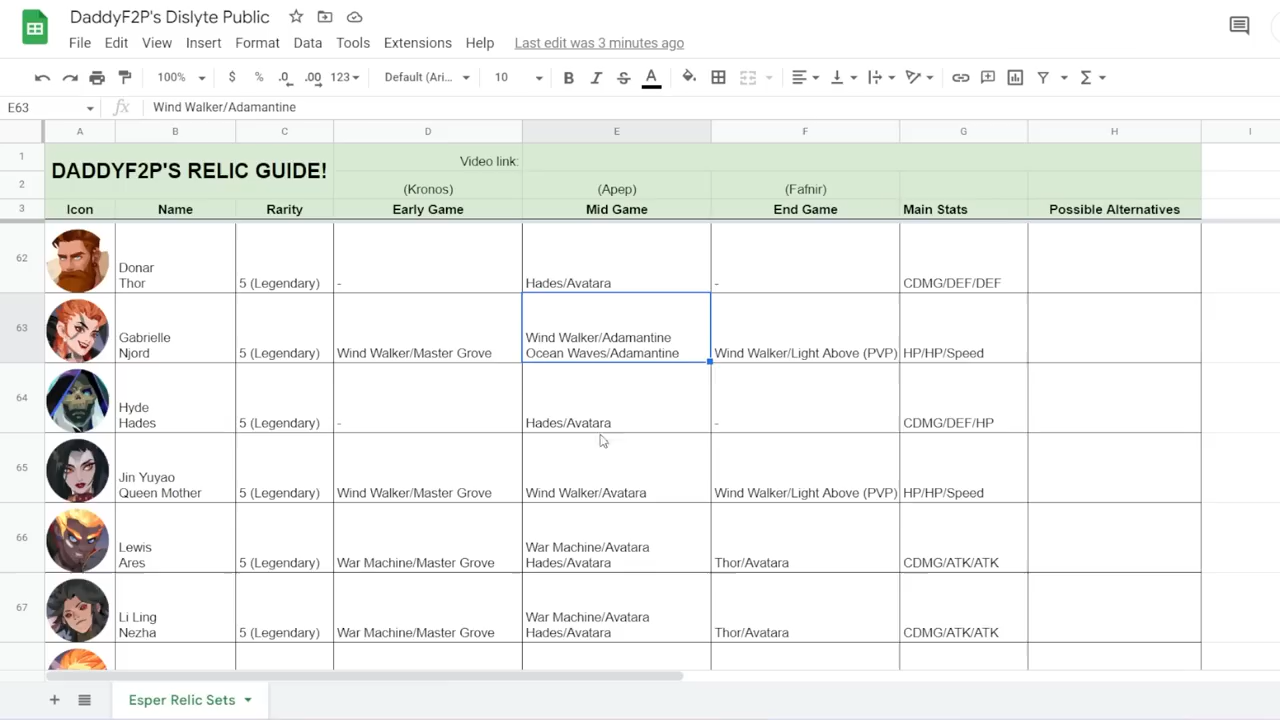 DaddyF2P's Dislyte Public
File Edit View Insert Format Data Tools Extensions Help Last edit was 3 minutes ago
100% $ % .0 .00 123 Default (Ari... 10 B I S A
E63 fx Wind Walker/Adamantine
A B C D E F G H I
1 DADDYF2P'S RELIC GUIDE! Video link:
2 (Kronos) (Apep) (Fafnir)
3 Icon Name Rarity Early Game Mid Game End Game Main Stats Possible Alternatives
62 Donar
Thor 5 (Legendary) - Hades/Avatara - CDMG/DEF/DEF
63 Gabrielle Wind Walker/Adamantine
Njord 5 (Legendary) Wind Walker/Master Grove Ocean Waves/Adamantine Wind Walker/Light Above (PVP) HP/HP/Speed
64 Hyde
Hades 5 (Legendary) - Hades/Avatara - CDMG/DEF/HP
65 Jin Yuyao
Queen Mother 5 (Legendary) Wind Walker/Master Grove Wind Walker/Avatara Wind Walker/Light Above (PVP) HP/HP/Speed
66 Lewis War Machine/Avatara
Ares 5 (Legendary) War Machine/Master Grove Hades/Avatara Thor/Avatara CDMG/ATK/ATK
67 Li Ling War Machine/Avatara
Nezha 5 (Legendary) War Machine/Master Grove Hades/Avatara Thor/Avatara CDMG/ATK/ATK
Esper Relic Sets